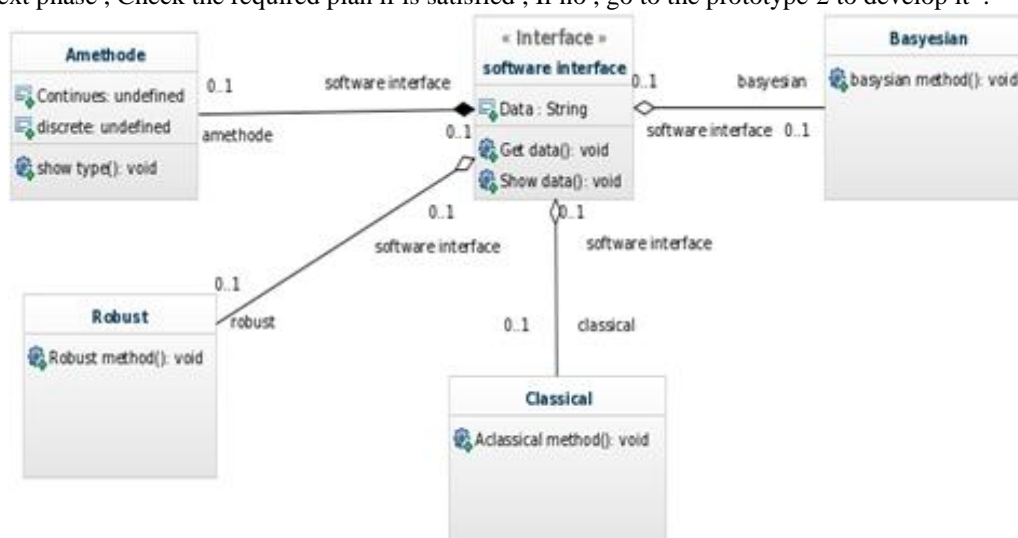 ext phase , Check the required plan if is satisfied , If no , go to the prototype 2 to develop it .
Amethode
Continues: undefined
discrete: undefined
show type(): void
0..1
software interface
amethode
0..1
« Interface »
software interface
Data : String
Get data(): void
Show data(): void
0..1
basyesian
software interface 0..1
Basyesian
basysian method(): void
0..1
software interface
0..1
robust
Robust
Robust method(): void
0..1
software interface
0..1
classical
Classical
Aclassical method(): void